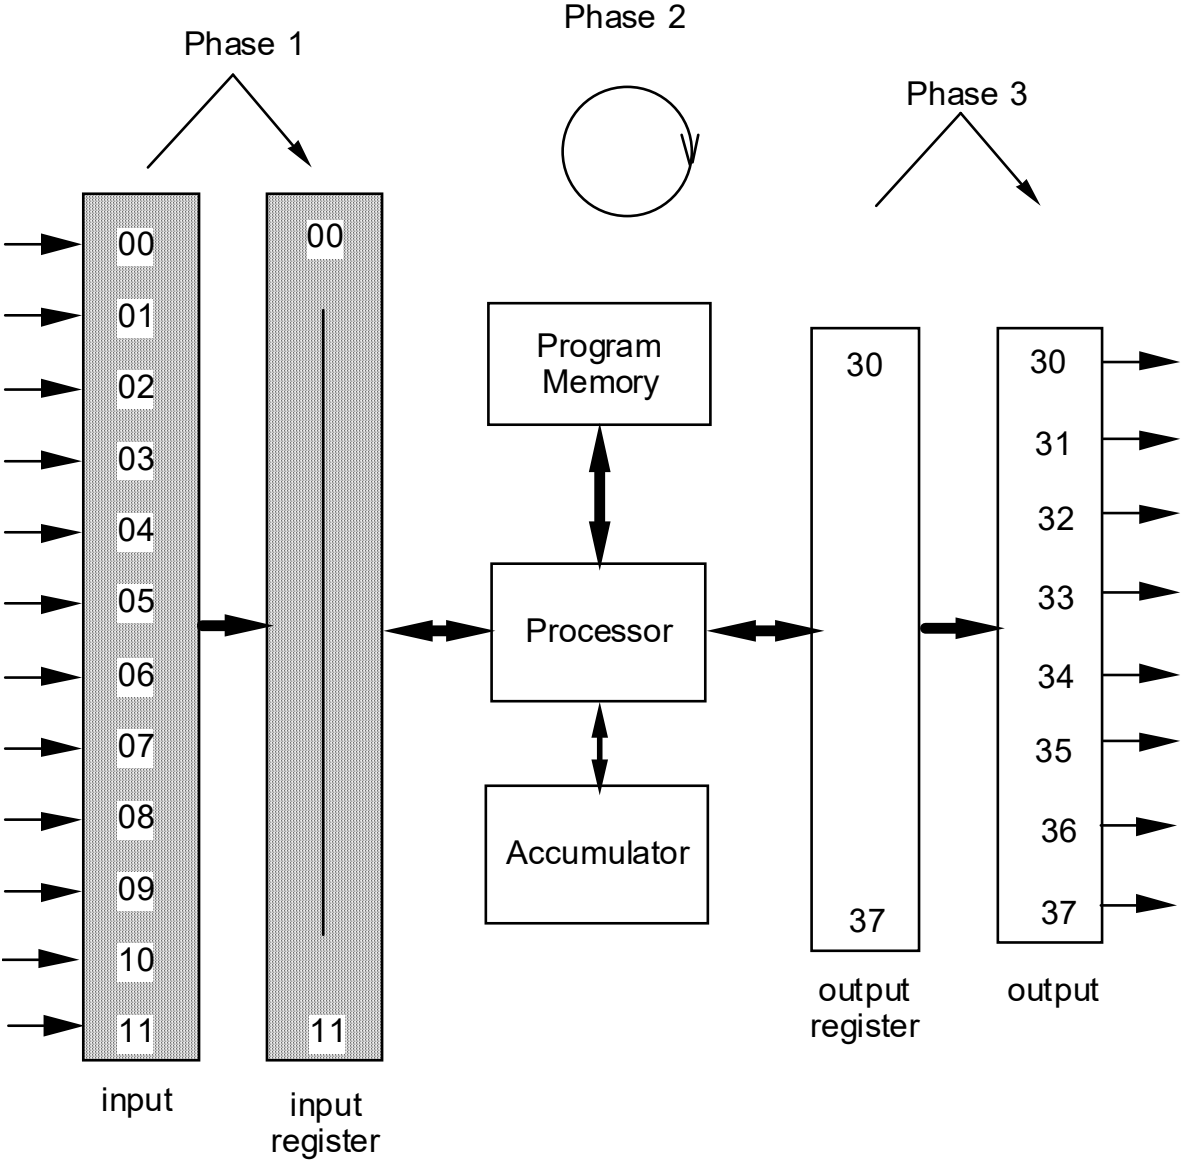 Phase 1
Phase 2
Phase 3
00
01
02
03
04
05
06
07
08
09
10
11
input
00
11
input
register
Program
Memory
Processor
Accumulator
30
37
output
register
30
31
32
33
34
35
36
37
output